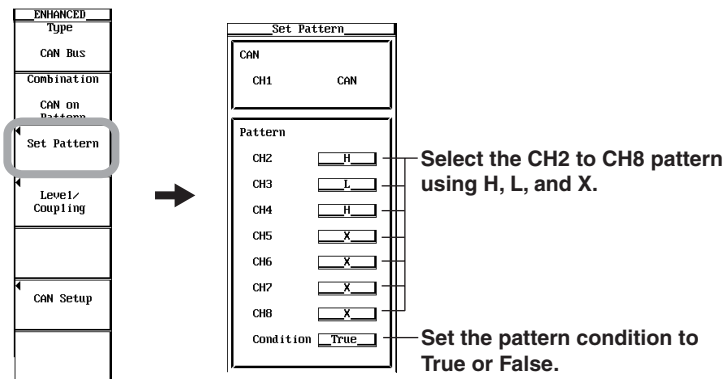 ENHANCED
Type
CAN Bus
Combination
CAN on
Pattern
Set Pattern
Level/
Coupling
CAN Setup
Set Pattern
CAN
CH1 CAN
Pattern
CH2 H
CH3 L
CH4 H
CH5 X
CH6 X
CH7 X
CH8 X
Condition True
Select the CH2 to CH8 pattern
using H, L, and X.
Set the pattern condition to
True or False.